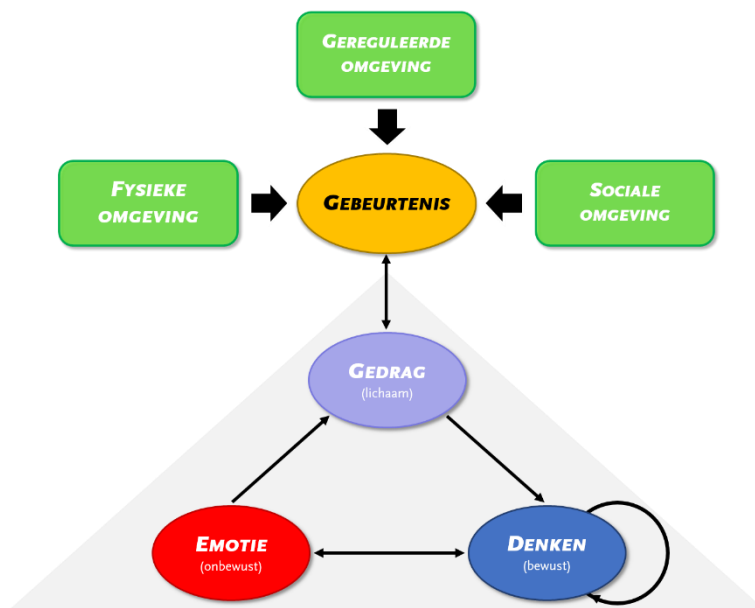 GEREGULEERDE
OMGEVING
FYSIEKE
OMGEVING
GEBEURTENIS
SOCIALE
OMGEVING
GEDRAG
(lichaam)
EMOTIE
(onbewust)
DENKEN
(bewust)